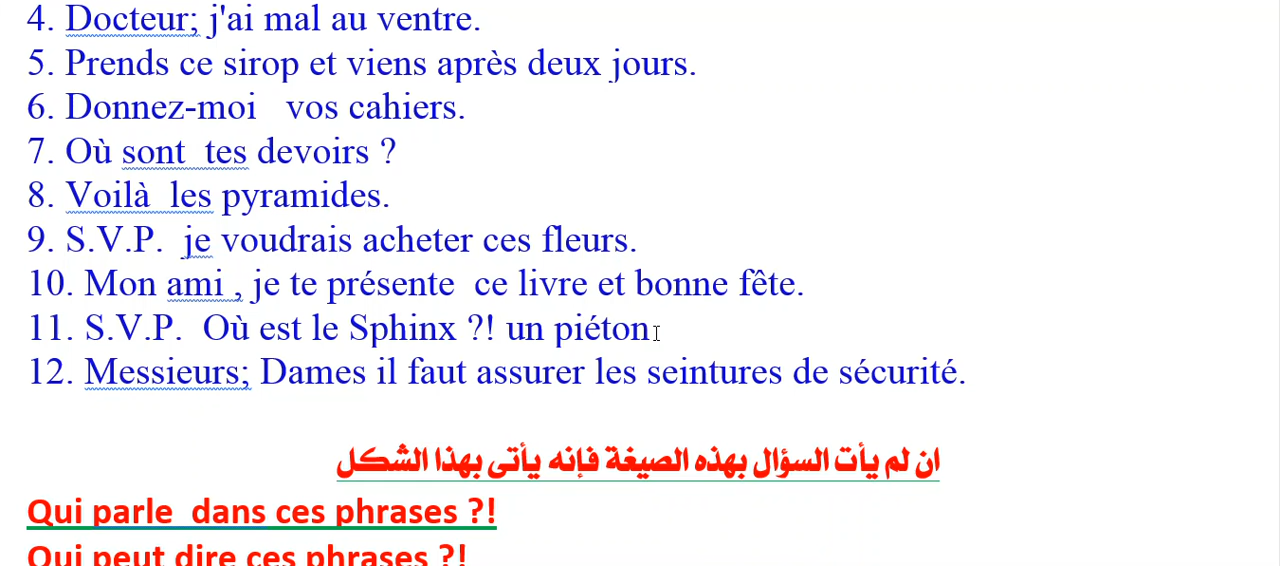 4. Docteur; j'ai mal au ventre.
5. Prends ce sirop et viens après deux jours.
6. Donnez-moi vos cahiers.
7. Où sont tes devoirs ?
8. Voilà les pyramides.
9. S.V.P. je voudrais acheter ces fleurs.
10. Mon ami , je te présente ce livre et bonne fête.
11. S.V.P. Où est le Sphinx ?! un piéton
12. Messieurs; Dames il faut assurer les seintures de sécurité.
ان لم يأت السؤال بهذه الصيغة فإنه يأتى بهذا الشكل
Qui parle dans ces phrases ?!
Qui peut dire ces phrases ?!